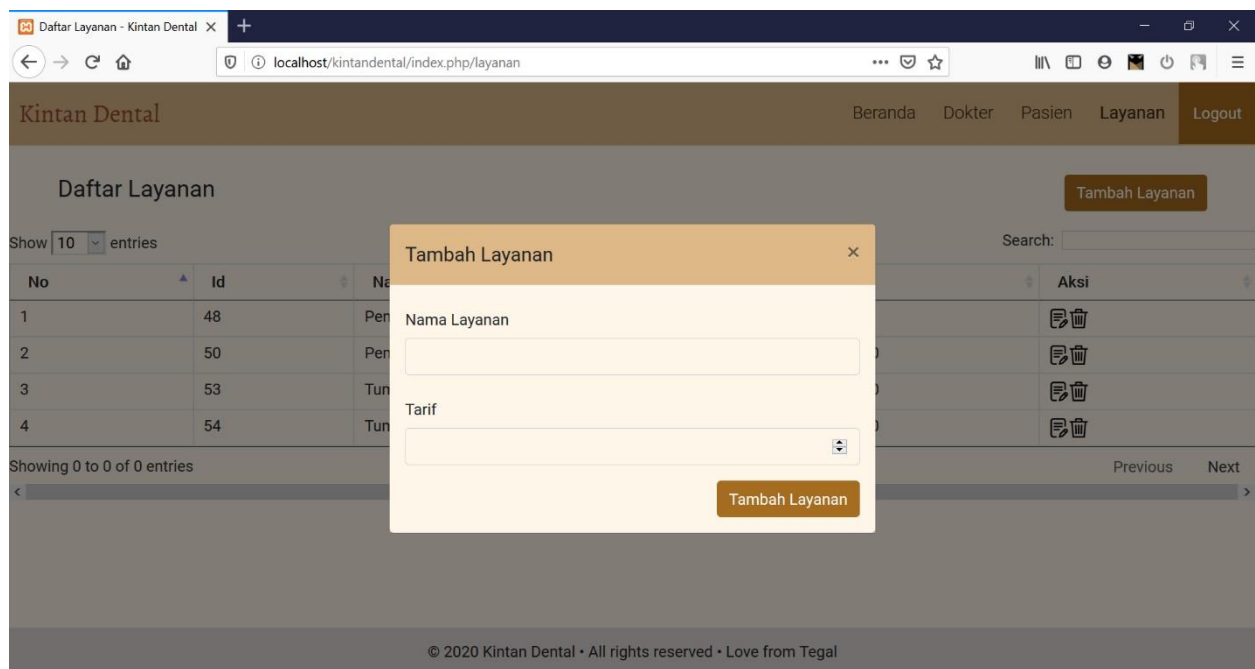 Daftar Layanan - Kintan Dental
localhost/kintandental/index.php/layanan
Kintan Dental Beranda Dokter Pasien Layanan Logout
Daftar Layanan Tambah Layanan
Show 10 entries Search:
Tambah Layanan ×
No Id Aksi
1 48
Nama Layanan
2 50
3 53
Tarif
4 54
Showing 0 to 0 of 0 entries Previous Next
Tambah Layanan
© 2020 Kintan Dental • All rights reserved • Love from Tegal